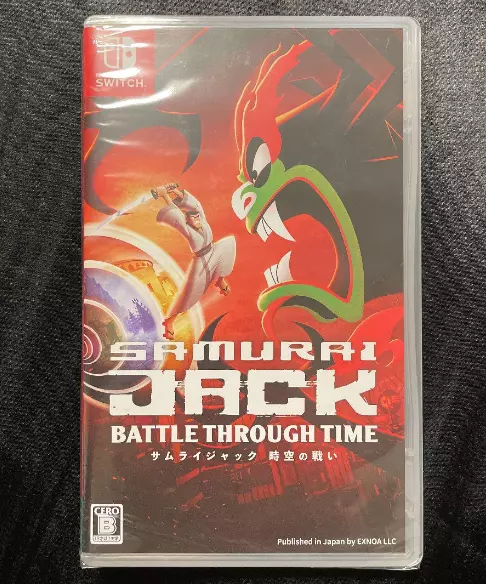 SWITCH.
SAMURAI
JACK
BATTLE THROUGH TIME
サムライジャック 時空の戦い
CERO
B
Published in Japan by EXNOA LLC